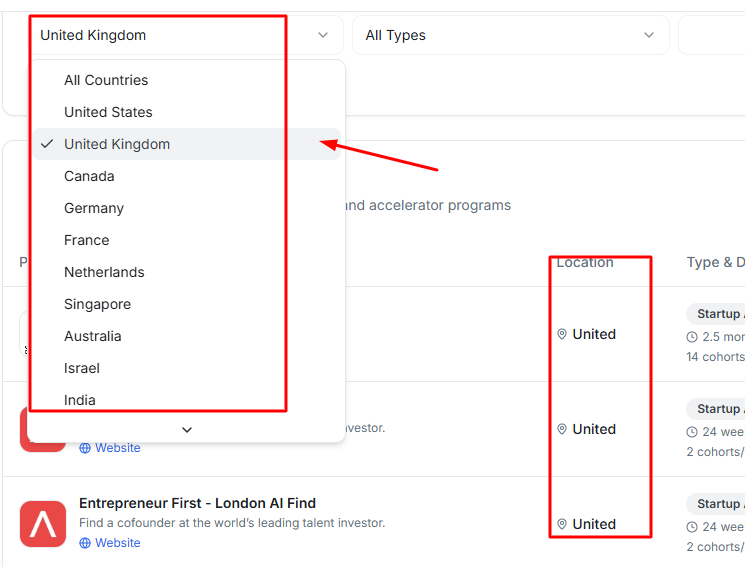 United Kingdom
All Types
All Countries
United States
United Kingdom
Canada
Germany
France
Netherlands
Singapore
Australia
Israel
India
and accelerator programs
P
Location
Type & D
United
Startup A
2.5 mon
14 cohorts
investor.
Website
United
Startup A
24 wee
2 cohorts/
Entrepreneur First - London AI Find
Find a cofounder at the world's leading talent investor.
Website
United
Startup A
24 wee
2 cohorts/